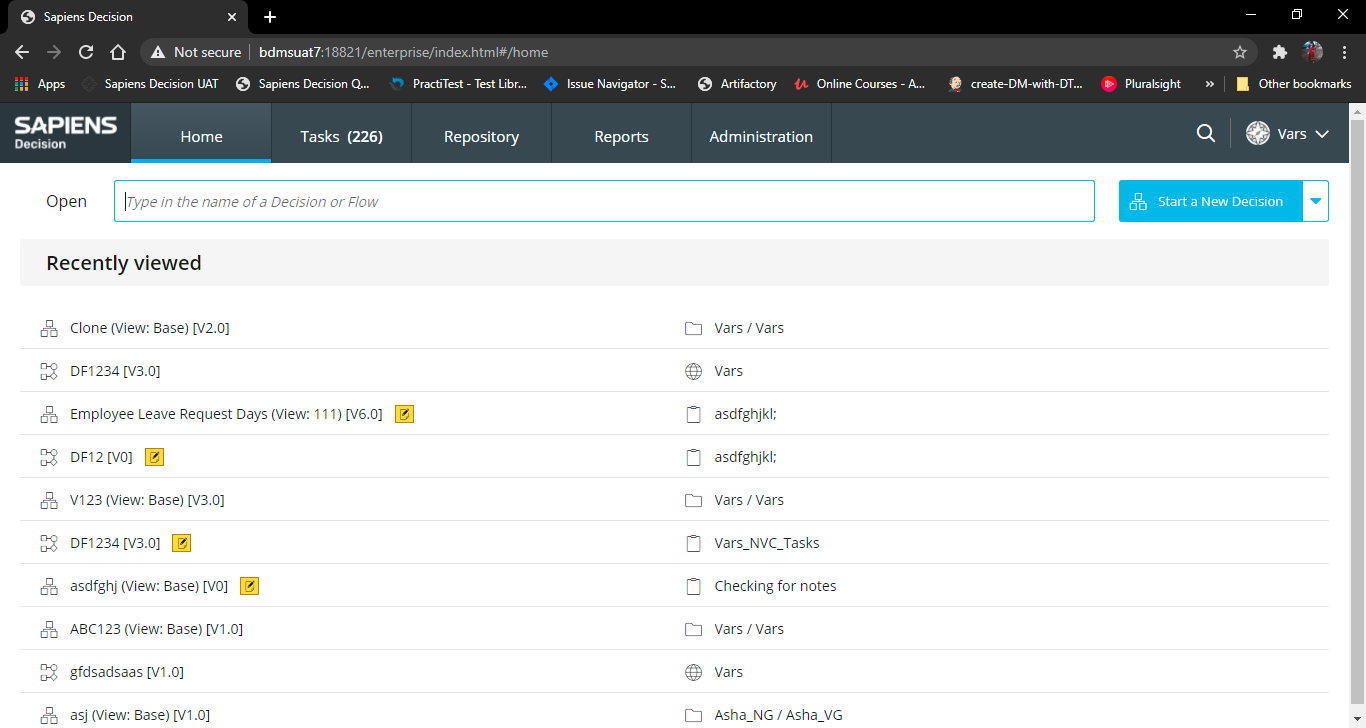 Sapiens Decision
Not secure bdmsuat7:18821/enterprise/index.html#/home
Apps Sapiens Decision UAT Sapiens Decision Q... PractiTest - Test Libr... Issue Navigator - S... Artifactory Online Courses - A... create-DM-with-DT... Pluralsight » Other bookmarks
SAPIENS
Decision
Home Tasks (226) Repository Reports Administration Vars
Open Type in the name of a Decision or Flow Start a New Decision
Recently viewed
Clone (View: Base) [V2.0] Vars / Vars
DF1234 [V3.0] Vars
Employee Leave Request Days (View: 111) [V6.0] asdfghjkl;
DF12 [V0] asdfghjkl;
V123 (View: Base) [V3.0] Vars / Vars
DF1234 [V3.0] Vars_NVC_Tasks
asdfghj (View: Base) [V0] Checking for notes
ABC123 (View: Base) [V1.0] Vars / Vars
gfdsadsaas [V1.0] Vars
asj (View: Base) [V1.0] Asha_NG / Asha_VG